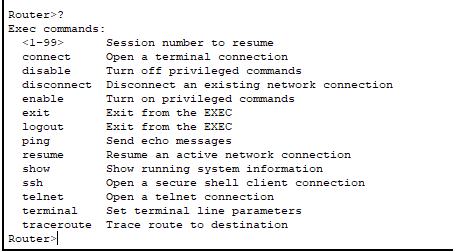 Router>?
Exec commands:
  <1-99>      Session number to resume
  connect     Open a terminal connection
  disable     Turn off privileged commands
  disconnect  Disconnect an existing network connection
  enable      Turn on privileged commands
  exit        Exit from the EXEC
  logout      Exit from the EXEC
  ping        Send echo messages
  resume      Resume an active network connection
  show        Show running system information
  ssh         Open a secure shell client connection
  telnet      Open a telnet connection
  terminal    Set terminal line parameters
  traceroute  Trace route to destination
Router>